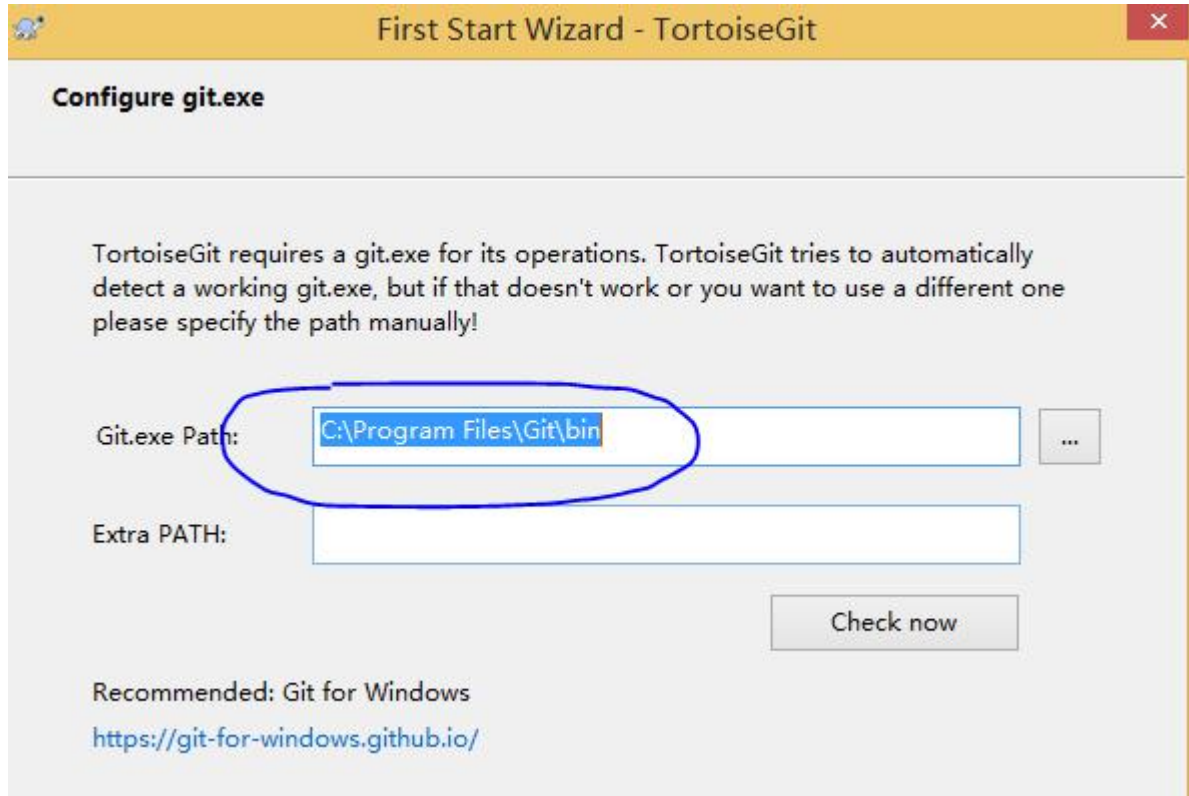 First Start Wizard - TortoiseGit
Configure git.exe
TortoiseGit requires a git.exe for its operations. TortoiseGit tries to automatically
detect a working git.exe, but if that doesn't work or you want to use a different one
please specify the path manually!
Git.exe Path: C:\Program Files\Git\bin ...
Extra PATH:
Check now
Recommended: Git for Windows
https://git-for-windows.github.io/